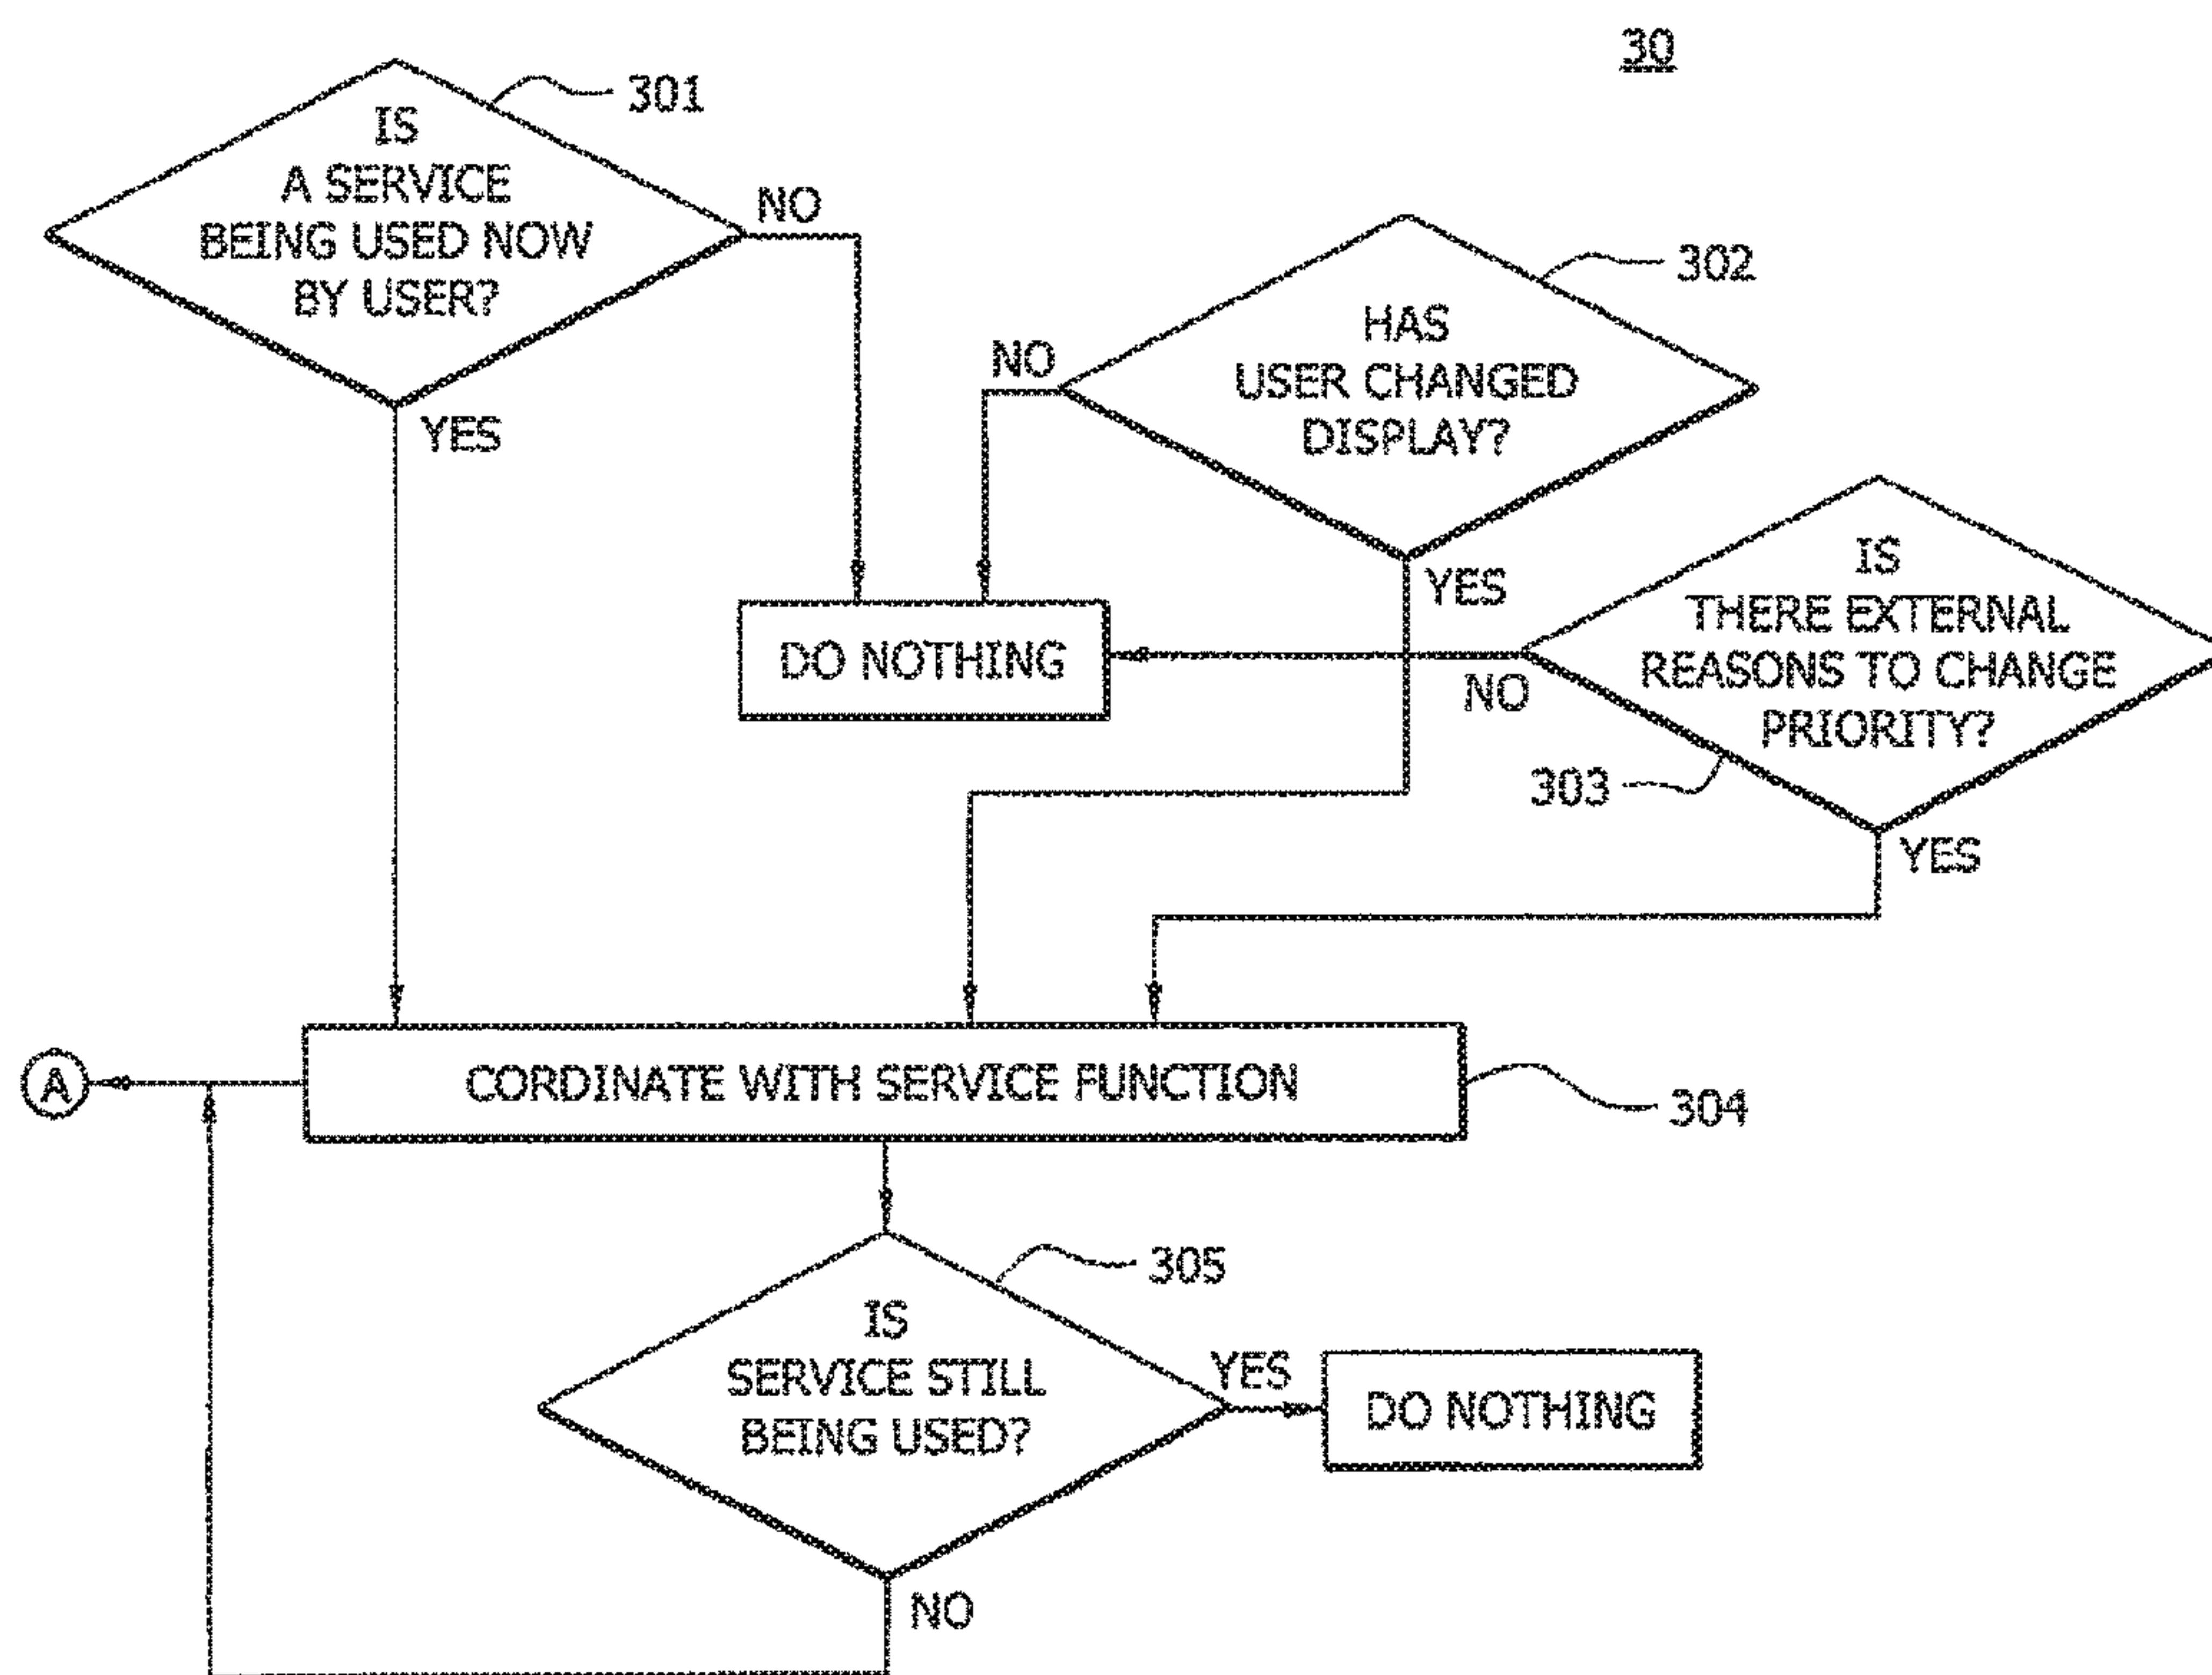 30
301
IS
A SERVICE
BEING USED NOW
BY USER?
NO
YES
302
HAS
USER CHANGED
DISPLAY?
NO
YES
IS
THERE EXTERNAL
REASONS TO CHANGE
PRIORITY?
NO
303
YES
DO NOTHING
A
CORDINATE WITH SERVICE FUNCTION
304
305
IS
SERVICE STILL
BEING USED?
YES
DO NOTHING
NO